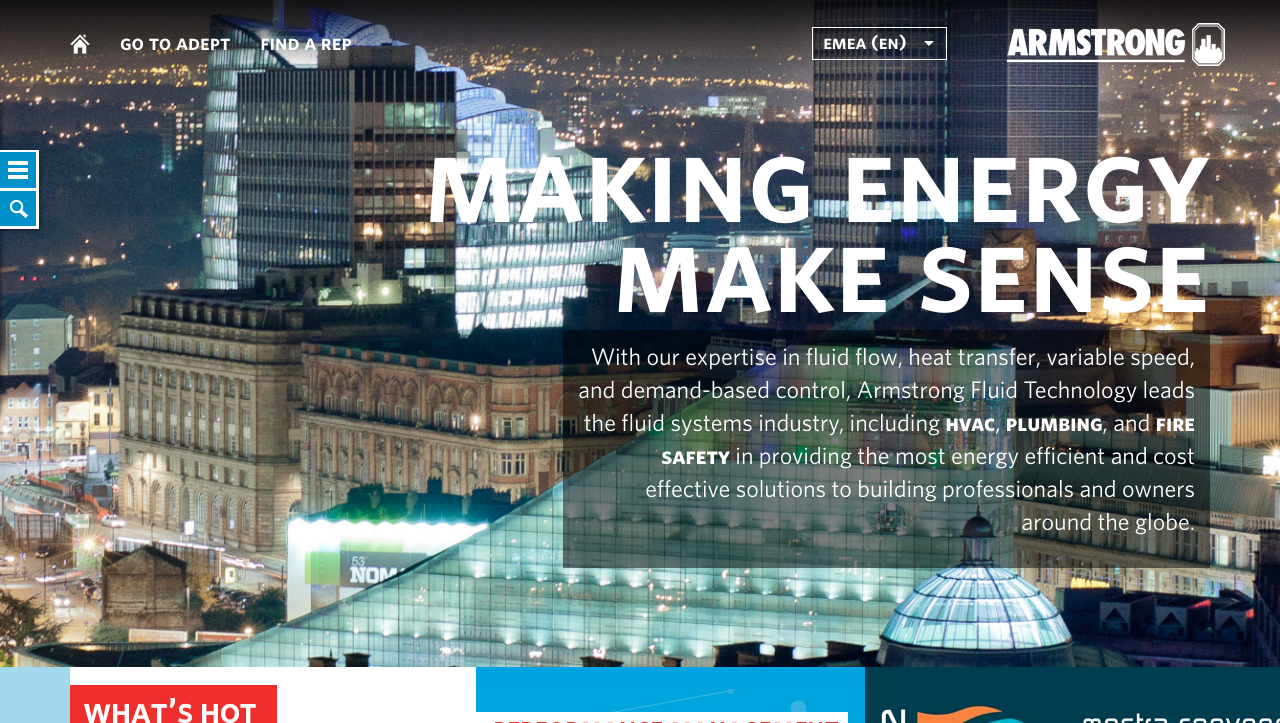 GO TO ADEPT
FIND A REP
EMEA (EN)
ARMSTRONG
MAKING ENERGY
MAKE SENSE
With our expertise in fluid flow, heat transfer, variable speed,
and demand-based control, Armstrong Fluid Technology leads
the fluid systems industry, including HVAC, PLUMBING, and FIRE
SAFETY in providing the most energy efficient and cost
effective solutions to building professionals and owners
around the globe.
53°
WHAT'S HOT
PERFORMANCE MANAGEMENT